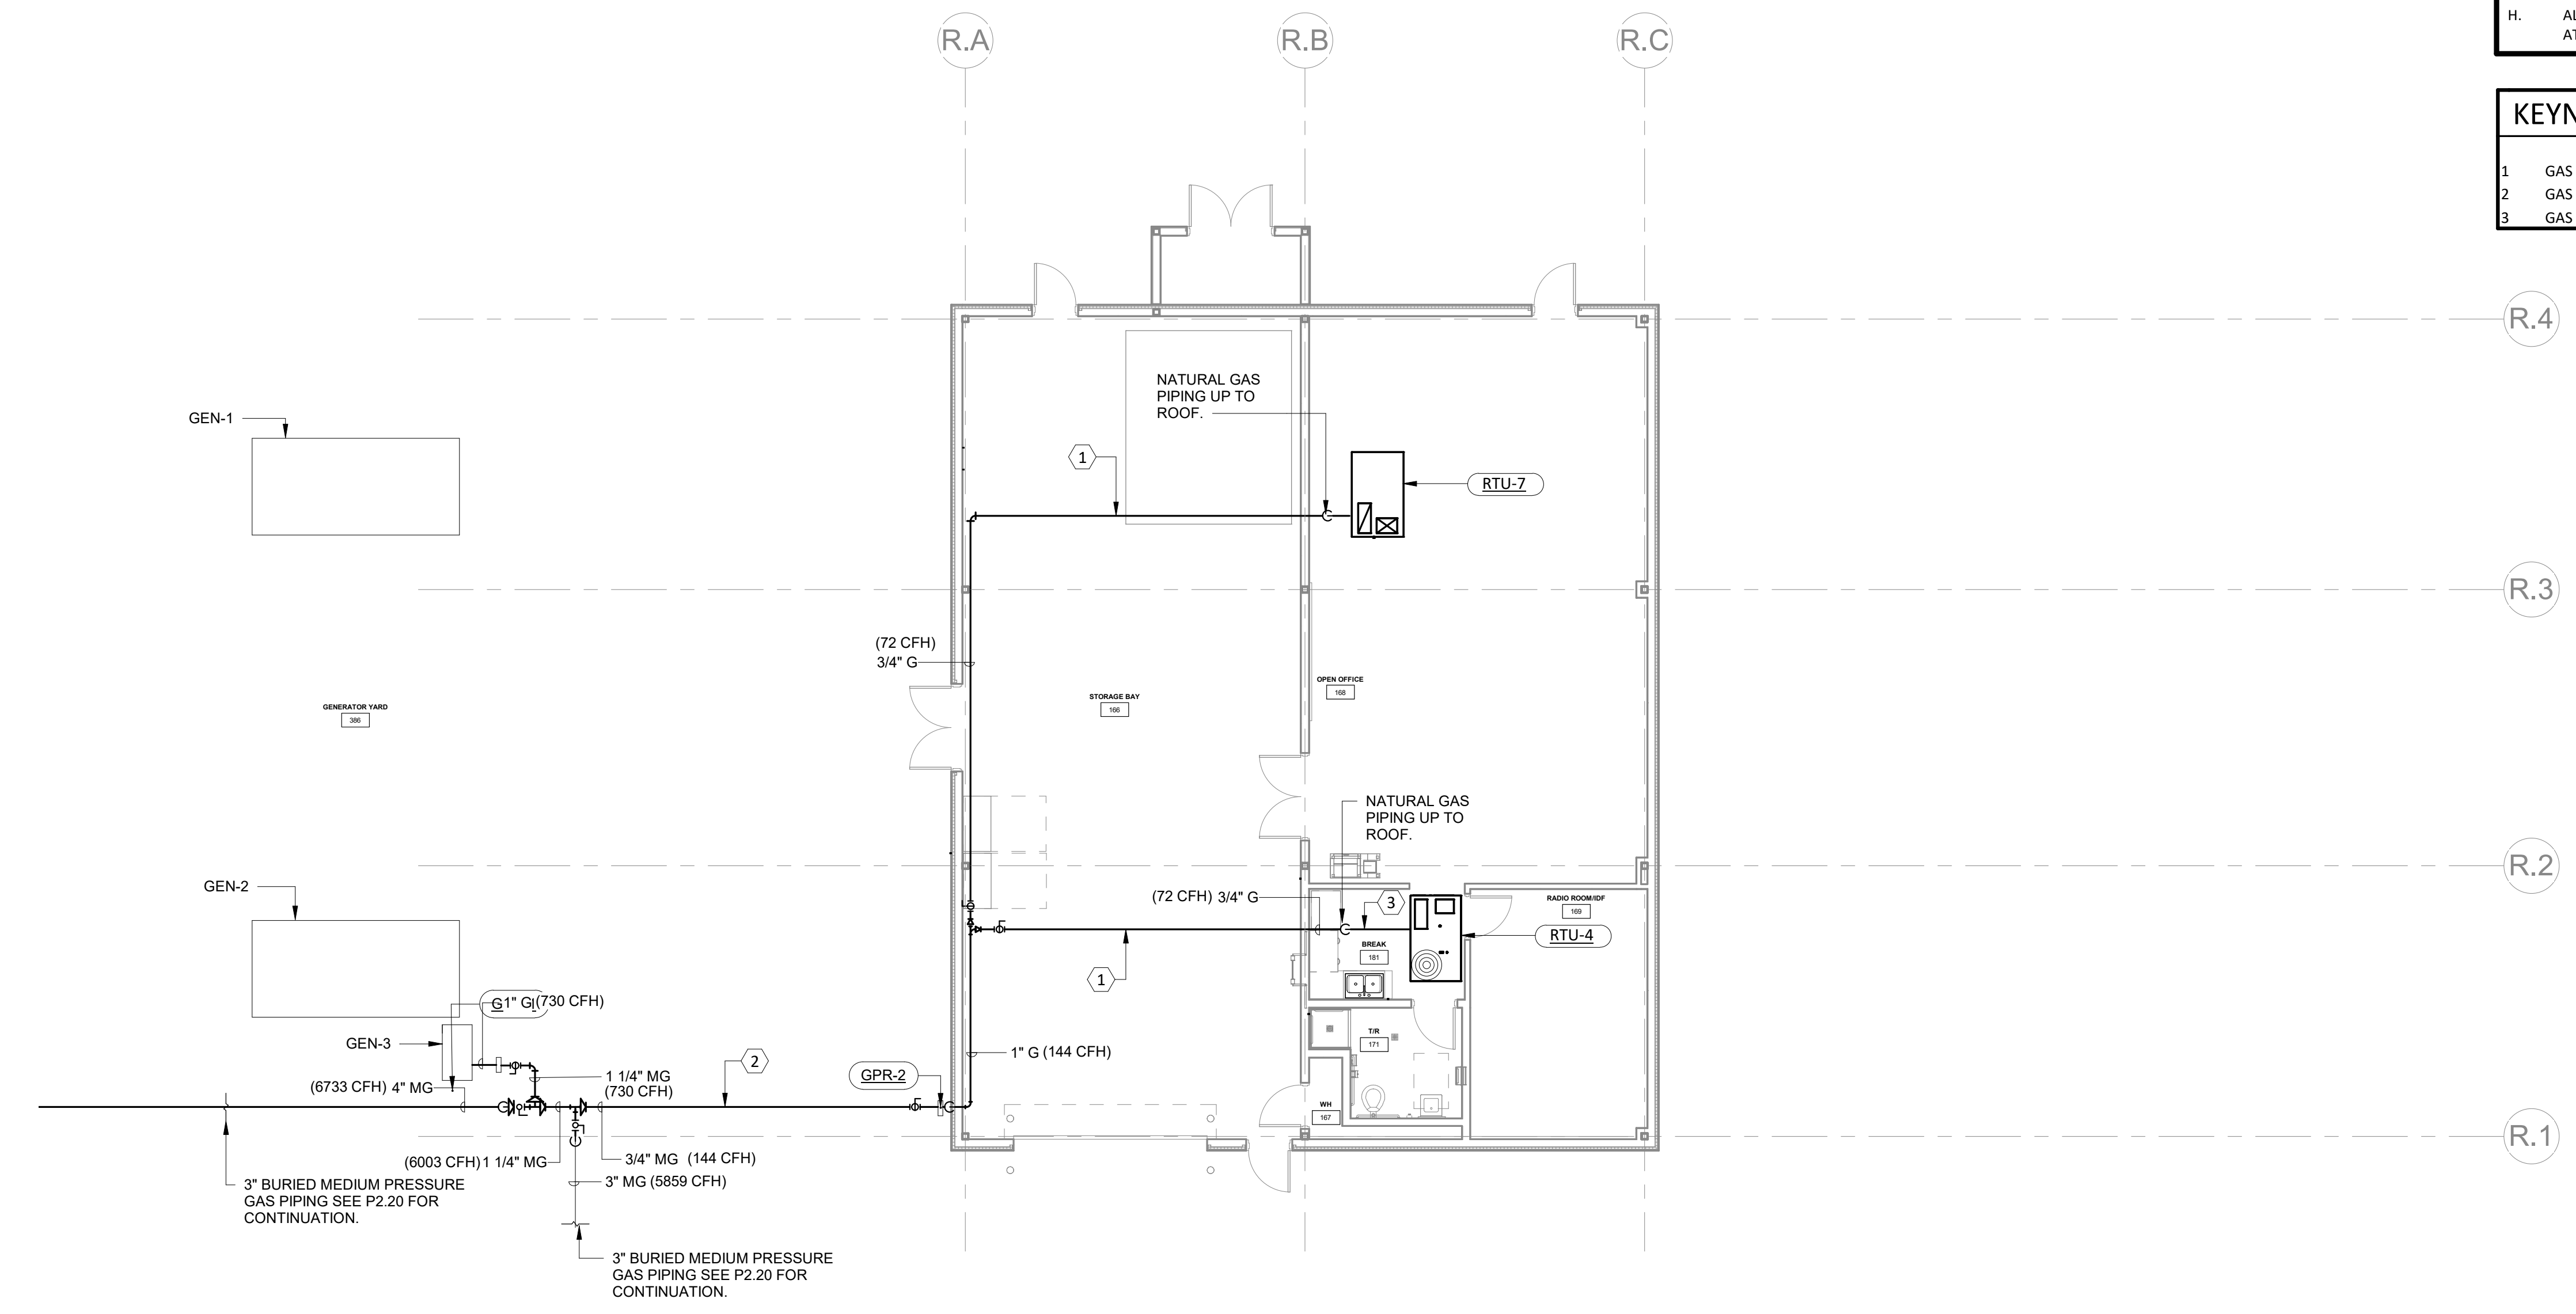 R.A
R.B
R.C
H.
KEYN
1 GAS
2 GAS
3 GAS
R.4
R.3
R.2
R.1
NATURAL GAS
PIPING UP TO
ROOF.
GEN-1
1
RTU-7
(72 CFH)
3/4" G
OPEN OFFICE
168
STORAGE BAY
166
GENERATOR YARD
386
NATURAL GAS
PIPING UP TO
ROOF.
GEN-2
(72 CFH) 3/4" G
3
RADIO ROOM/IDF
169
RTU-4
BREAK
181
1
1" G (730 CFH)
GEN-3
T/R
171
1" G (144 CFH)
2
GPR-2
(6733 CFH) 4" MG
1 1/4" MG
(730 CFH)
WH
167
(6003 CFH) 1 1/4" MG
3/4" MG (144 CFH)
3" MG (5859 CFH)
3" BURIED MEDIUM PRESSURE
GAS PIPING SEE P2.20 FOR
CONTINUATION.
3" BURIED MEDIUM PRESSURE
GAS PIPING SEE P2.20 FOR
CONTINUATION.